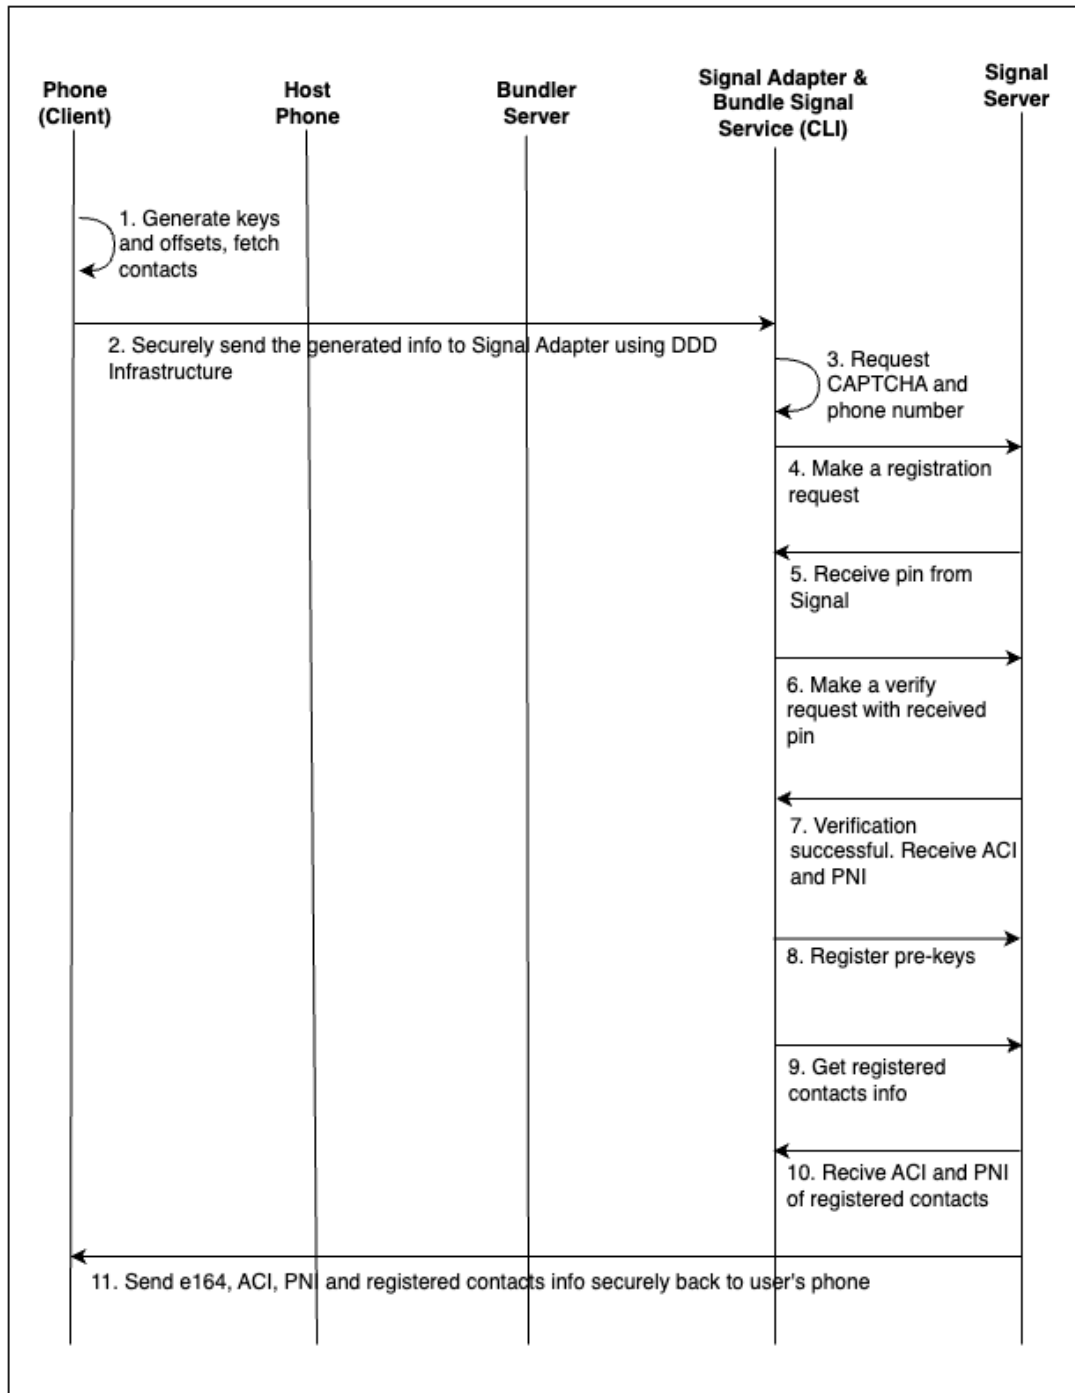 Phone
(Client)
Host
Phone
Bundler
Server
Signal Adapter &
Bundle Signal
Service (CLI)
Signal
Server
1. Generate keys
and offsets, fetch
contacts
2. Securely send the generated info to Signal Adapter using DDD
Infrastructure
3. Request
CAPTCHA and
phone number
4. Make a registration
request
5. Receive pin from
Signal
6. Make a verify
request with received
pin
7. Verification
successful. Receive ACI
and PNI
8. Register pre-keys
9. Get registered
contacts info
10. Recive ACI and PNI
of registered contacts
11. Send e164, ACI, PNI and registered contacts info securely back to user's phone